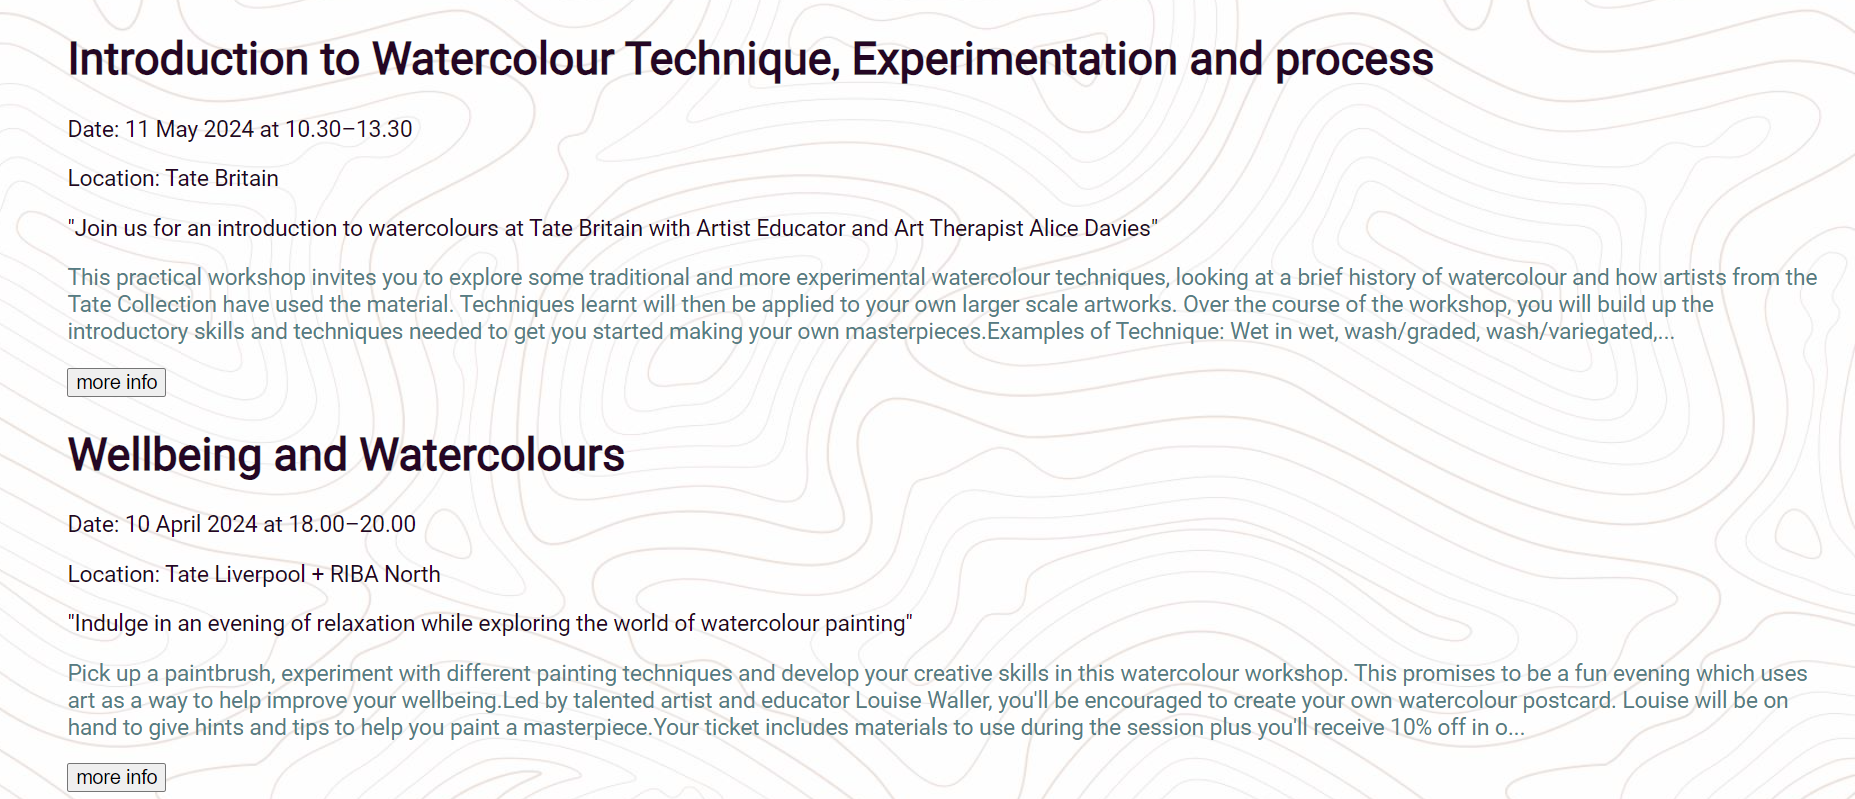 Introduction to Watercolour Technique, Experimentation and process
Date: 11 May 2024 at 10.30–13.30
Location: Tate Britain
"Join us for an introduction to watercolours at Tate Britain with Artist Educator and Art Therapist Alice Davies"
This practical workshop invites you to explore some traditional and more experimental watercolour techniques, looking at a brief history of watercolour and how artists from the
Tate Collection have used the material. Techniques learnt will then be applied to your own larger scale artworks. Over the course of the workshop, you will build up the
introductory skills and techniques needed to get you started making your own masterpieces.Examples of Technique: Wet in wet, wash/graded, wash/variegated,...
more info
Wellbeing and Watercolours
Date: 10 April 2024 at 18.00–20.00
Location: Tate Liverpool + RIBA North
"Indulge in an evening of relaxation while exploring the world of watercolour painting"
Pick up a paintbrush, experiment with different painting techniques and develop your creative skills in this watercolour workshop. This promises to be a fun evening which uses
art as a way to help improve your wellbeing.Led by talented artist and educator Louise Waller, you'll be encouraged to create your own watercolour postcard. Louise will be on
hand to give hints and tips to help you paint a masterpiece.Your ticket includes materials to use during the session plus you'll receive 10% off in o...
more info